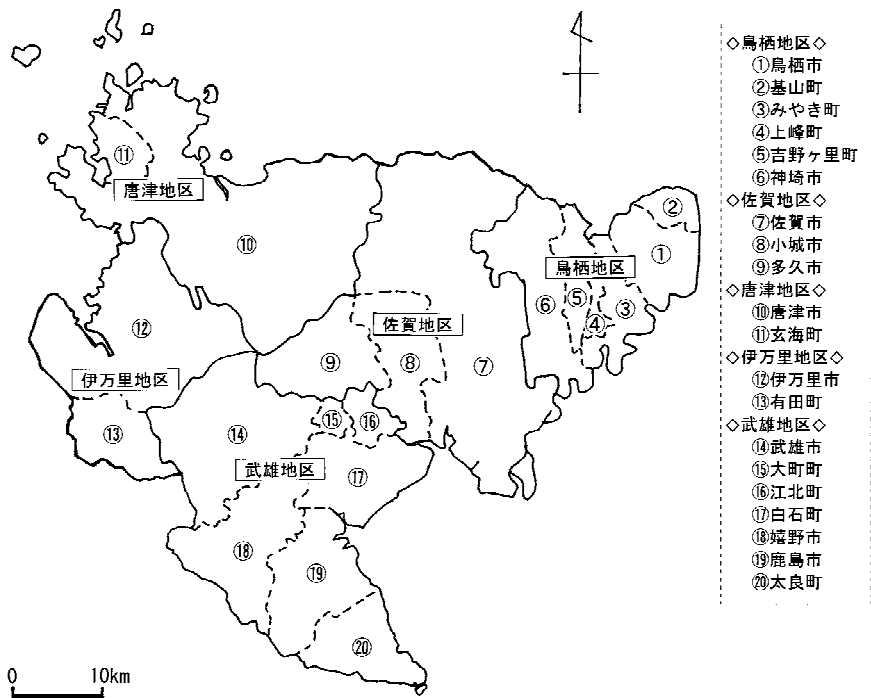 ◇鳥栖地区◇
①鳥栖市
②基山町
③みやき町
④上峰町
⑤吉野ヶ里町
⑥神埼市
◇佐賀地区◇
⑦佐賀市
⑧小城市
⑨多久市
◇唐津地区◇
⑩唐津市
⑪玄海町
◇伊万里地区◇
⑫伊万里市
⑬有田町
◇武雄地区◇
⑭武雄市
⑮大町町
⑯江北町
⑰白石町
⑱嬉野市
⑲鹿島市
⑳太良町
⑪
唐津地区
⑩
②
①
鳥栖地区
⑥
⑤
③
④
⑫
佐賀地区
⑨
⑧
⑦
伊万里地区
⑬
⑭
⑮
⑯
武雄地区
⑰
⑱
⑲
⑳
0 10km